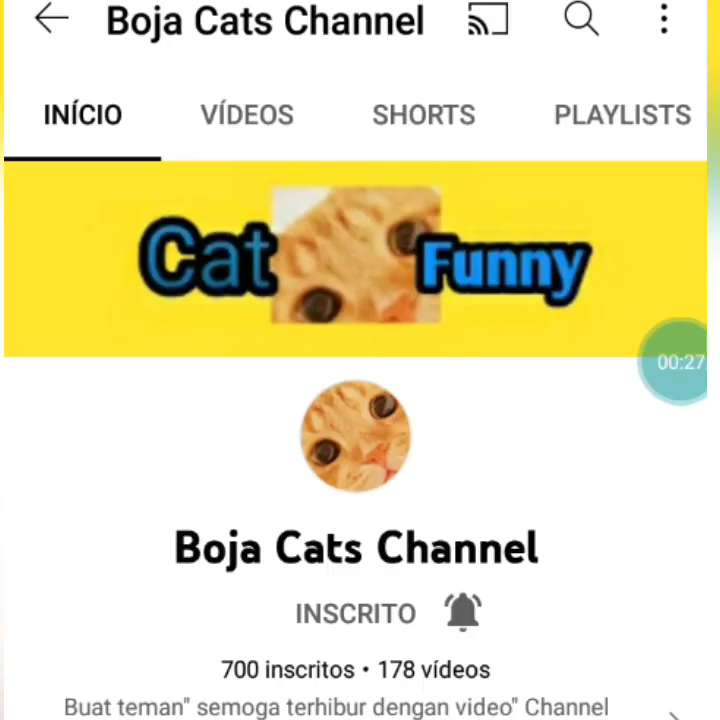 Boja Cats Channel
INÍCIO VÍDEOS SHORTS PLAYLISTS
Cat Funny
00:27
Boja Cats Channel
INSCRITO
700 inscritos • 178 vídeos
Buat teman" semoga terhibur dengan video" Channel